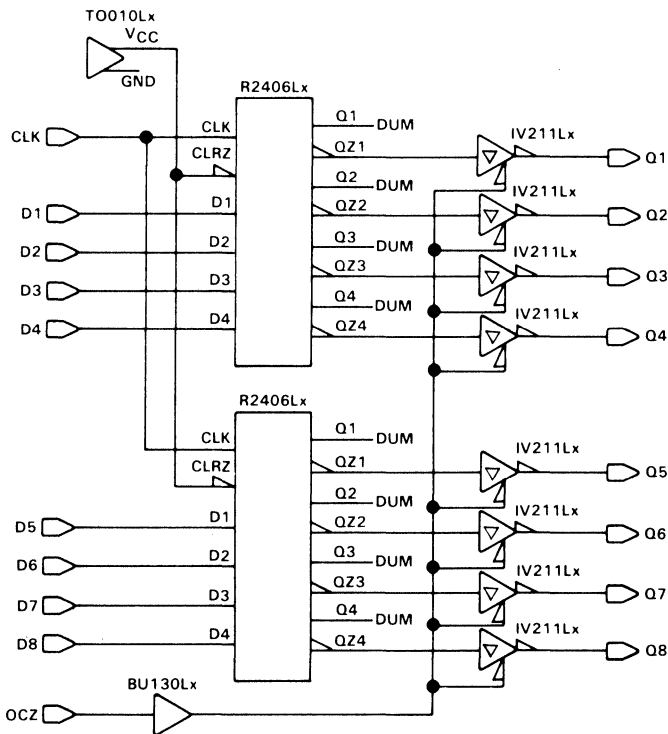 TO010Lx
VCC
GND
R2406Lx
CLK
CLK
CLRZ
D1
D1
D2
D2
D3
D3
D4
D4
Q1
DUM
QZ1
Q2
DUM
QZ2
Q3
DUM
QZ3
Q4
DUM
QZ4
IV211Lx
Q1
IV211Lx
Q2
IV211Lx
Q3
IV211Lx
Q4
R2406Lx
CLK
CLRZ
D5
D1
D6
D2
D7
D3
D8
D4
Q1
DUM
QZ1
Q2
DUM
QZ2
Q3
DUM
QZ3
Q4
DUM
QZ4
IV211Lx
Q5
IV211Lx
Q6
IV211Lx
Q7
IV211Lx
Q8
BU130Lx
OCZ